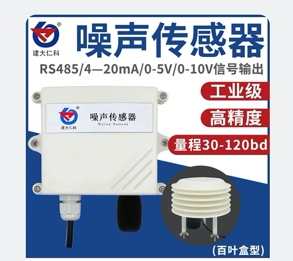 建大仁科
噪声传感器
RS485/4—20mA/0-5V/0-10V信号输出
工业级
高精度
量程30-120bd
建大仁科
噪声传感器
Noise Sensor
(百叶盒型)